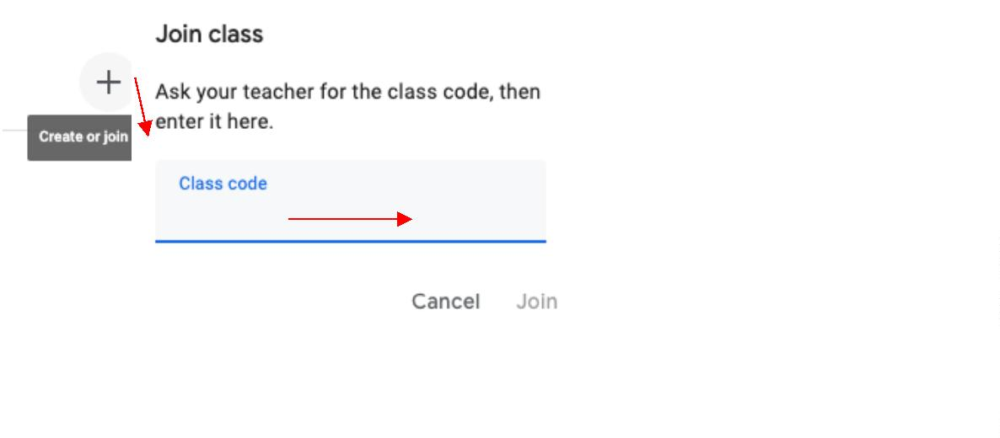 Join class
Ask your teacher for the class code, then
enter it here.
Create or join
Class code
Cancel Join